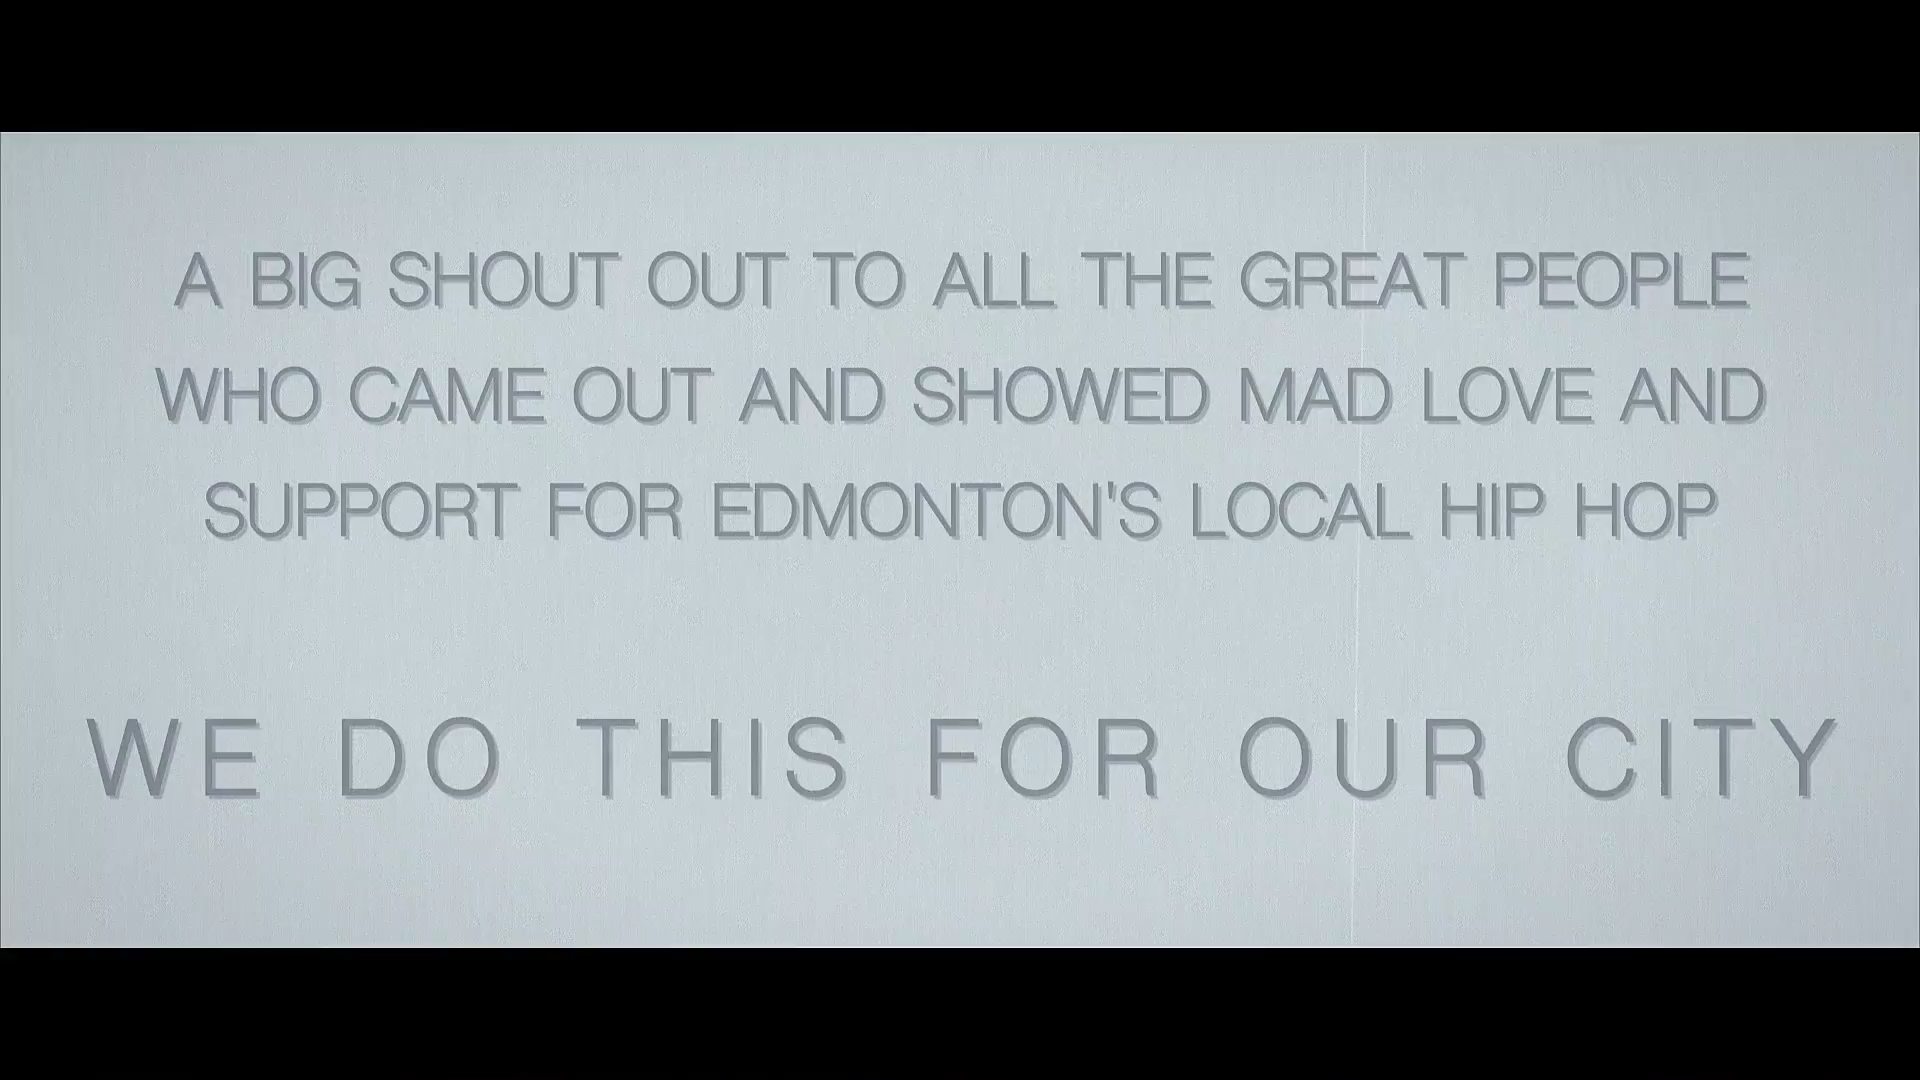 A BIG SHOUT OUT TO ALL THE GREAT PEOPLE
WHO CAME OUT AND SHOWED MAD LOVE AND
SUPPORT FOR EDMONTON'S LOCAL HIP HOP
WE DO THIS FOR OUR CITY